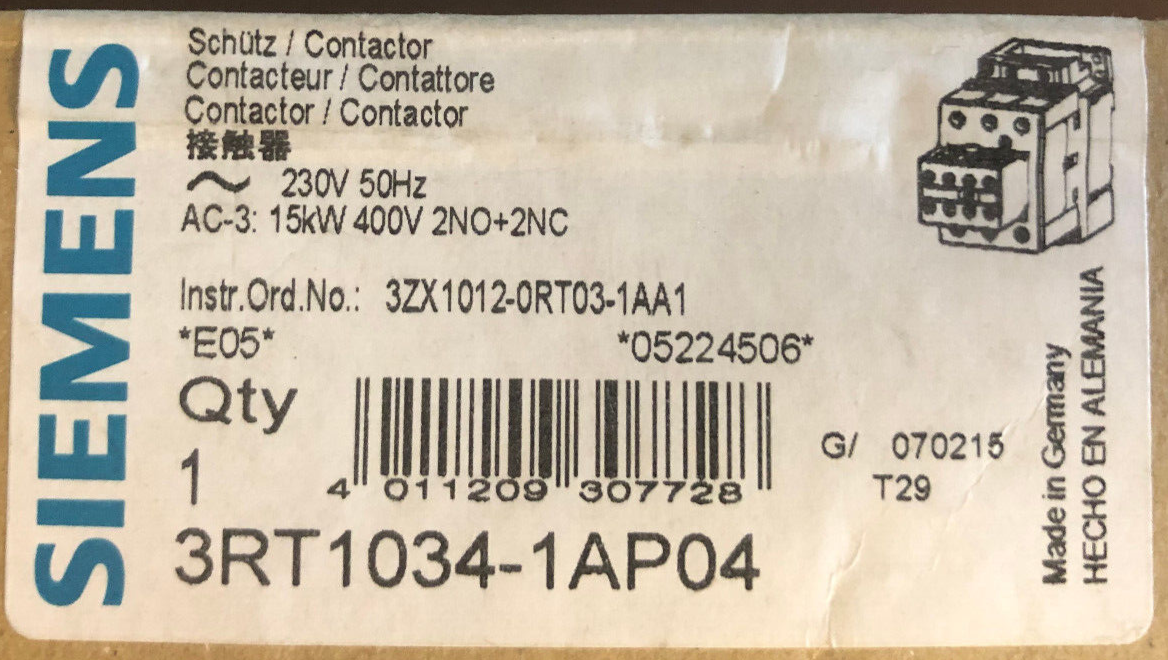 SIEMENS
Schütz / Contactor
Contacteur / Contattore
Contactor / Contactor
接触器
~ 230V 50Hz
AC-3: 15kW 400V 2NO+2NC
Instr.Ord.No.: 3ZX1012-0RT03-1AA1
*E05* *05224506*
Qty
1
4 011209 307728
G/ 070215
T29
3RT1034-1AP04
Made in Germany
HECHO EN ALEMANIA